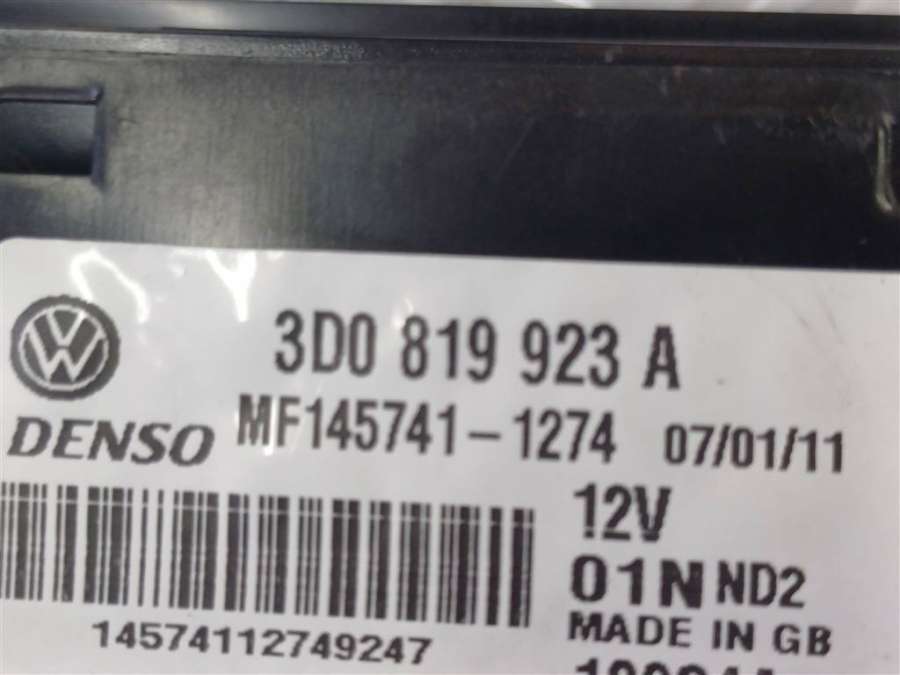 3D0 819 923 A
DENSO MF145741-1274 07/01/11
12V
01N ND2
14574112749247
MADE IN GB